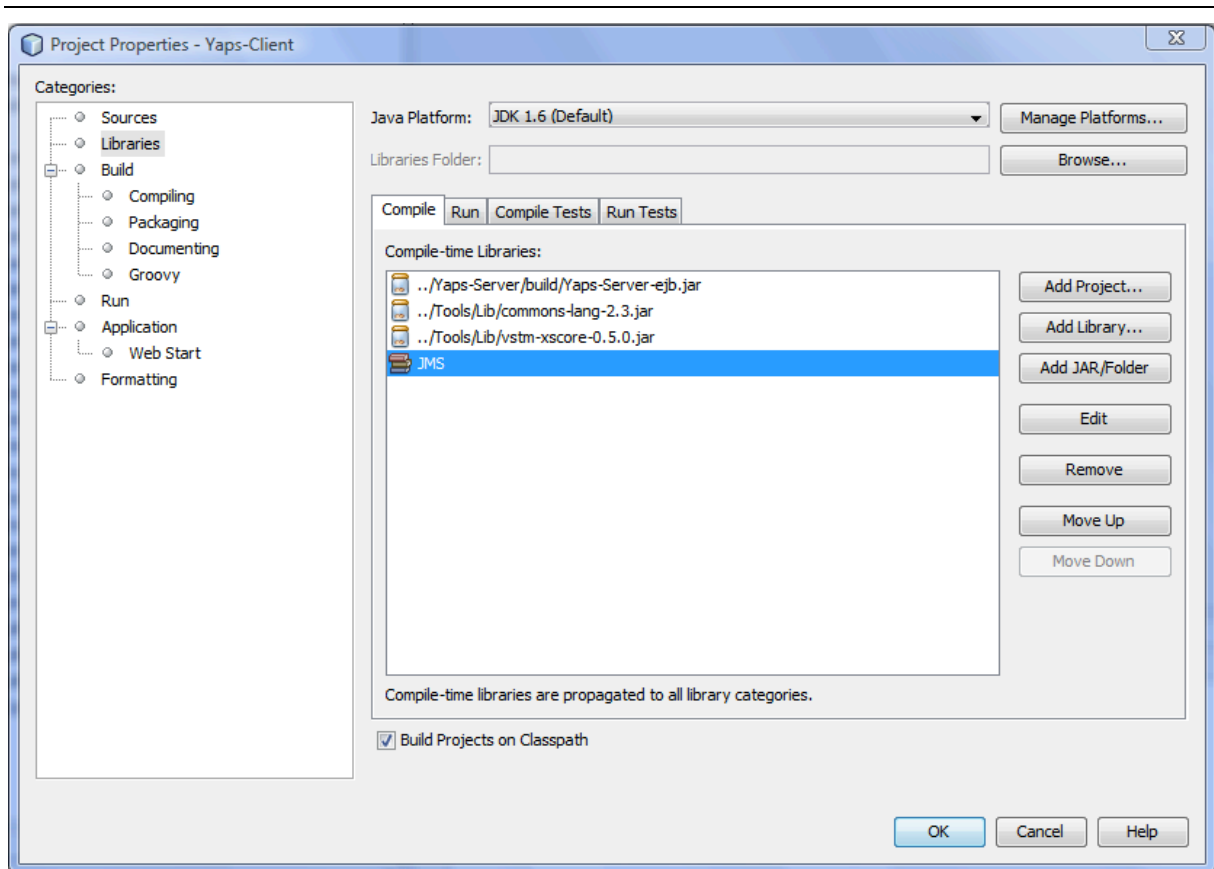 Project Properties - Yaps-Client
Categories:
Sources
Libraries
Build
Compiling
Packaging
Documenting
Groovy
Run
Application
Web Start
Formatting
Java Platform: JDK 1.6 (Default) Manage Platforms...
Libraries Folder: Browse...
Compile Run Compile Tests Run Tests
Compile-time Libraries:
../Yaps-Server/build/Yaps-Server-ejb.jar
../Tools/Lib/commons-lang-2.3.jar
../Tools/Lib/vstm-xscore-0.5.0.jar
JMS
Add Project...
Add Library...
Add JAR/Folder
Edit
Remove
Move Up
Move Down
Compile-time libraries are propagated to all library categories.
Build Projects on Classpath
OK Cancel Help